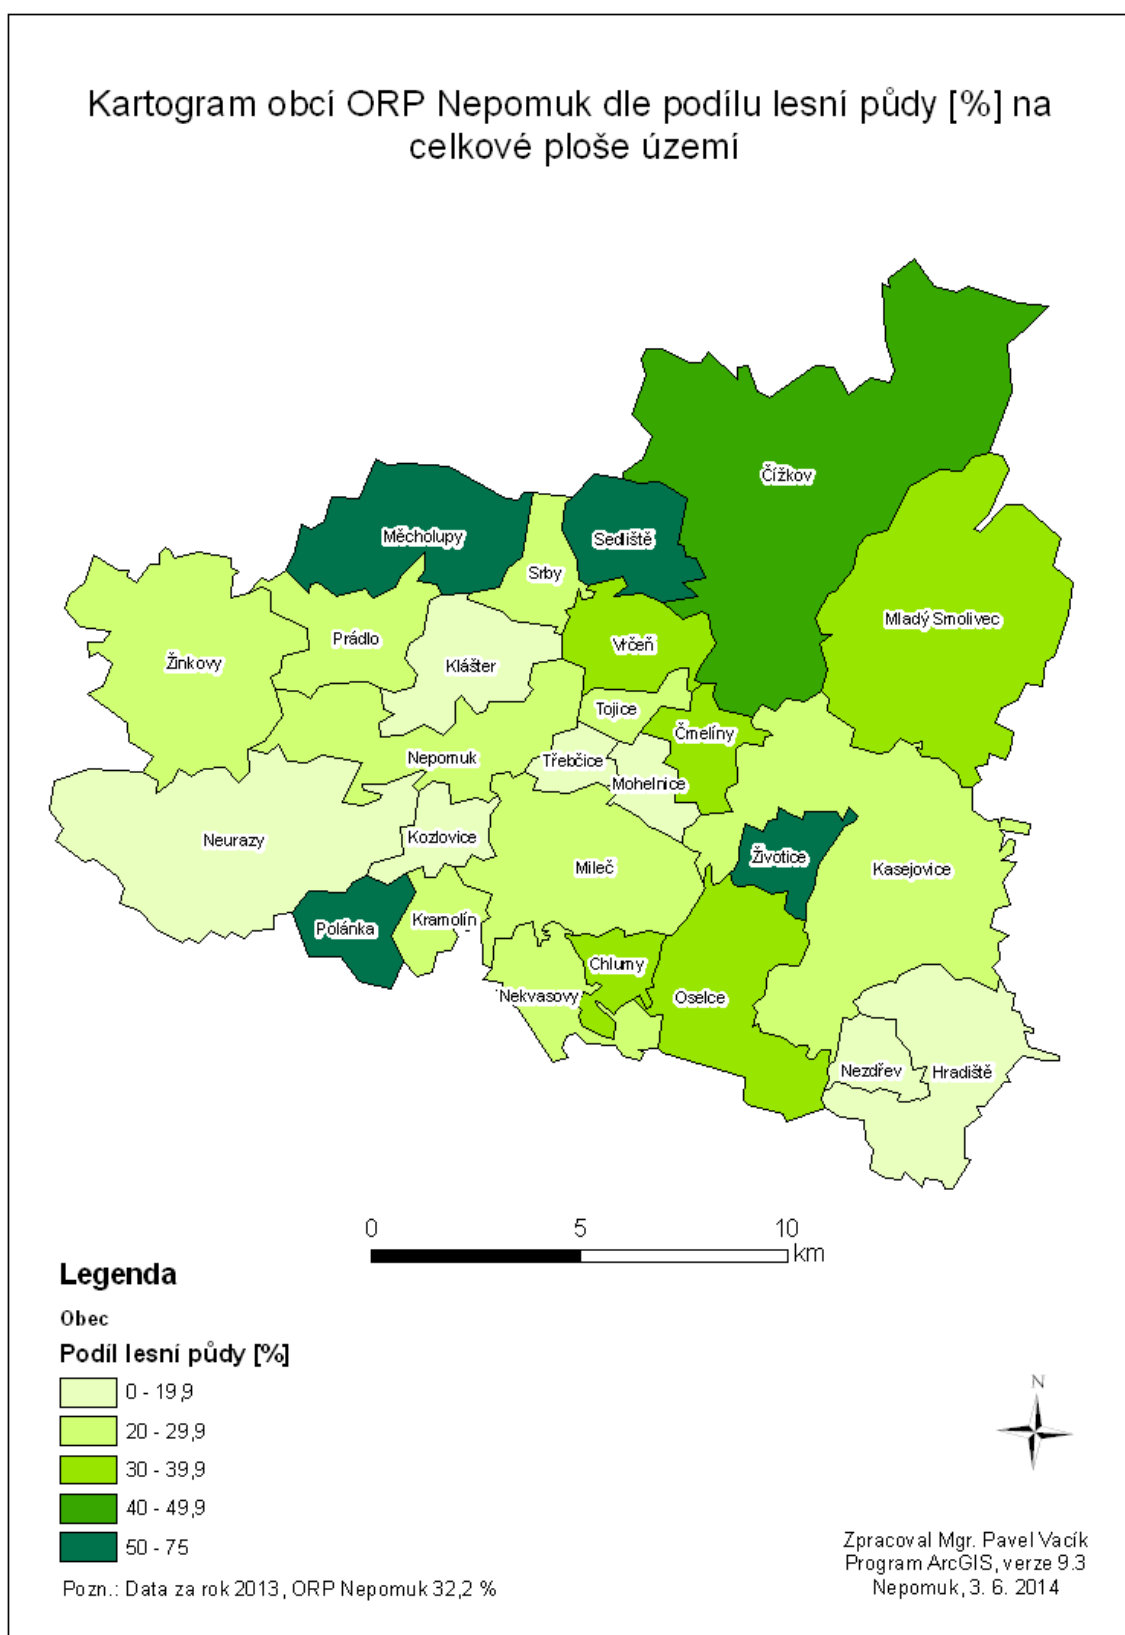 Kartogram obcí ORP Nepomuk dle podílu lesní půdy [%] na
celkové ploše území
Čížkov
Měcholupy
Sedliště
Srby
Mladý Smolivec
Prádlo
Vrčeň
Žinkovy
Klášter
Tojice
Čmelíny
Nepomuk
Třebčice
Mohelnice
Neurazy
Kozlovice
Životice
Mileč
Kasejovice
Kramolín
Polánka
Chlumy
Nekvasovy
Oselce
Nezdřev
Hradiště
0 5 10
km
Legenda
Obec
Podíl lesní půdy [%]
0 - 19,9
20 - 29,9
30 - 39,9
40 - 49,9
50 - 75
Pozn.: Data za rok 2013, ORP Nepomuk 32,2 %
N
Zpracoval Mgr. Pavel Vacík
Program ArcGIS, verze 9.3
Nepomuk, 3. 6. 2014